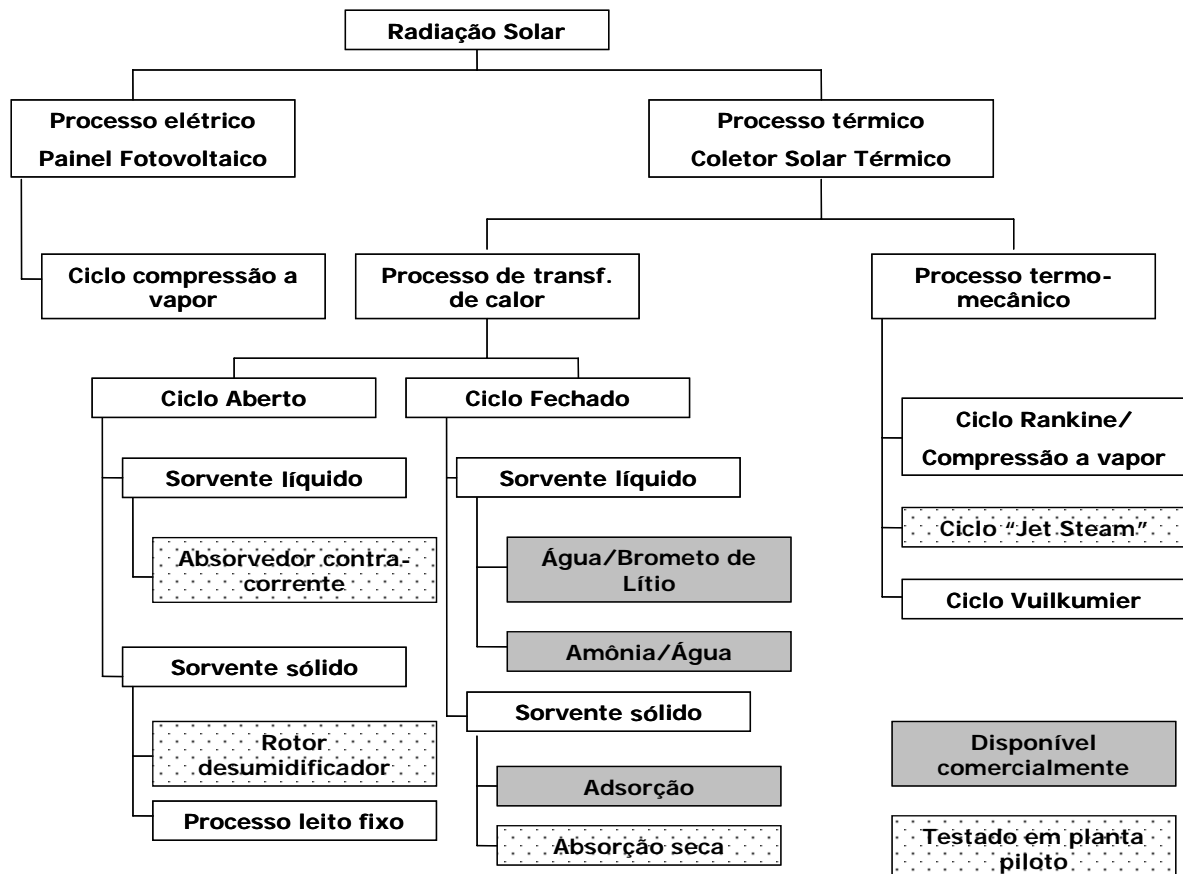 Radiação Solar
Processo elétrico
Painel Fotovoltaico
Processo térmico
Coletor Solar Térmico
Ciclo compressão a
vapor
Processo de transf.
de calor
Processo termo-
mecânico
Ciclo Aberto
Ciclo Fechado
Sorvente líquido
Absorvedor contra-
corrente
Sorvente sólido
Rotor
desumidificador
Processo leito fixo
Sorvente líquido
Água/Brometo de
Lítio
Amônia/Água
Sorvente sólido
Adsorção
Absorção seca
Ciclo Rankine/
Compressão a vapor
Ciclo “Jet Steam”
Ciclo Vuilkumier
Disponível
comercialmente
Testado em planta
piloto